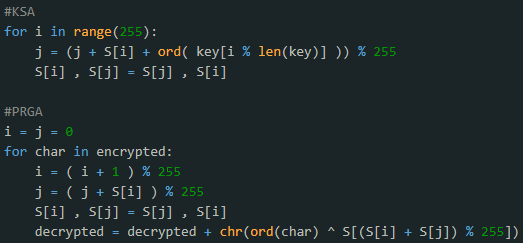 #KSA
for i in range(255):
    j = (j + S[i] + ord( key[i % len(key)] )) % 255
    S[i] , S[j] = S[j] , S[i]

#PRGA
i = j = 0
for char in encrypted:
    i = ( i + 1 ) % 255
    j = ( j + S[i] ) % 255
    S[i] , S[j] = S[j] , S[i]
    decrypted = decrypted + chr(ord(char) ^ S[(S[i] + S[j]) % 255])